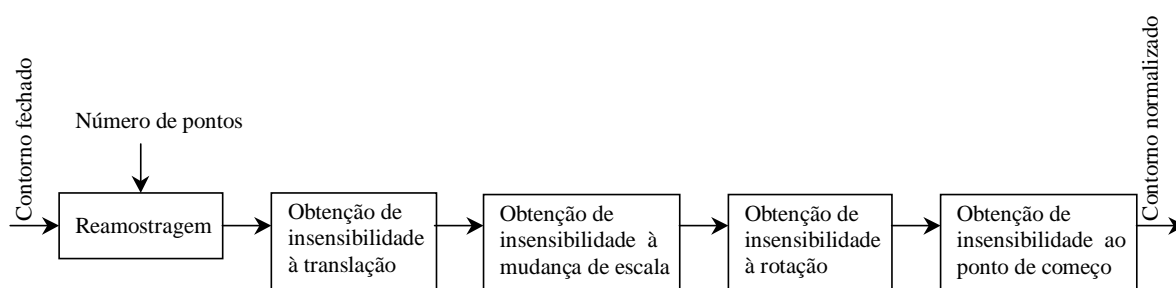 Contorno fechado
Número de pontos
Reamostragem
Obtenção de
insensibilidade
à translação
Obtenção de
insensibilidade à
mudança de escala
Obtenção de
insensibilidade
à rotação
Obtenção de
insensibilidade ao
ponto de começo
Contorno normalizado